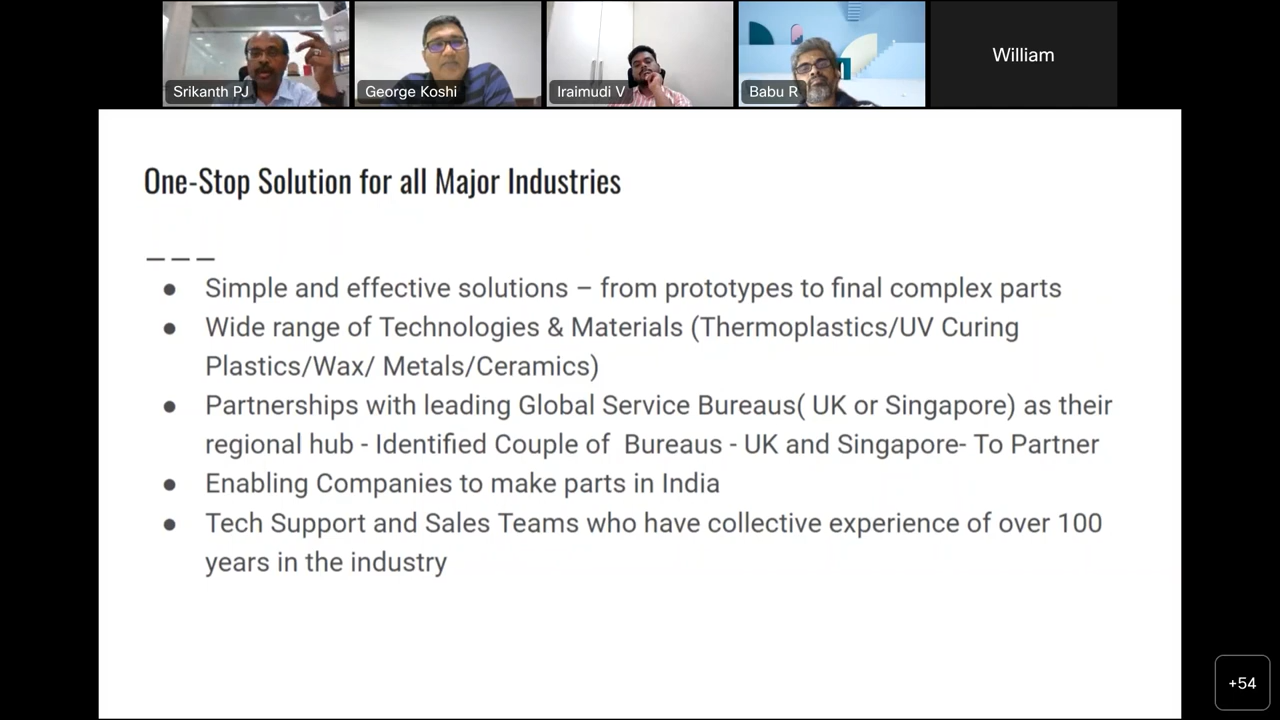 Srikanth PJ
George Koshi
Iraimudi V
Babu R
William
One-Stop Solution for all Major Industries
● Simple and effective solutions – from prototypes to final complex parts
● Wide range of Technologies & Materials (Thermoplastics/UV Curing
Plastics/Wax/ Metals/Ceramics)
● Partnerships with leading Global Service Bureaus( UK or Singapore) as their
regional hub - Identified Couple of  Bureaus - UK and Singapore- To Partner
● Enabling Companies to make parts in India
● Tech Support and Sales Teams who have collective experience of over 100
years in the industry
+54